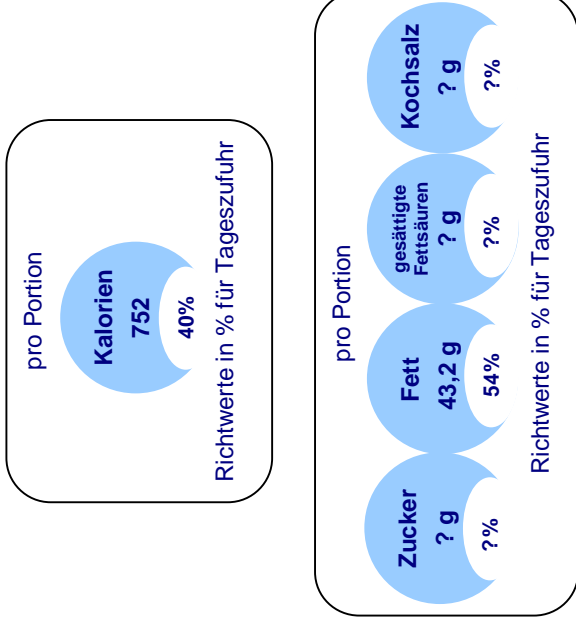 pro Portion
Kalorien
752
40%
Richtwerte in % für Tageszufuhr
pro Portion
Zucker
? g
?%
Fett
43,2 g
54%
gesättigte
Fettsäuren
? g
?%
Kochsalz
? g
?%
Richtwerte in % für Tageszufuhr